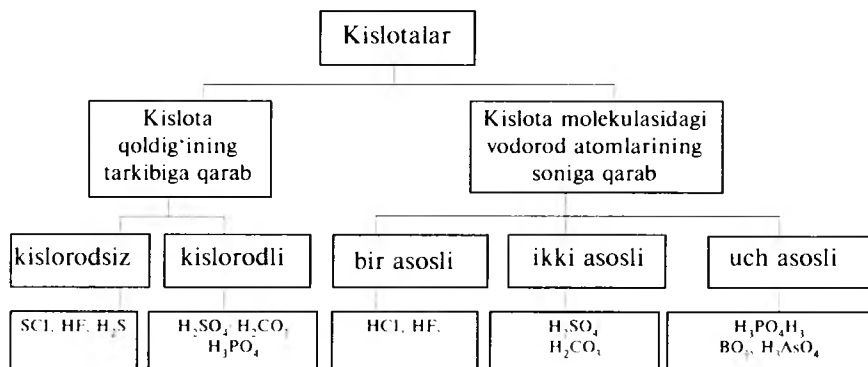 Kislotalar
Kislota
qoldig‘ining
tarkibiga qarab
Kislota molekulasidagi
vodorod atomlarining
soniga qarab
kislorodsiz
kislorodli
bir asosli
ikki asosli
uch asosli
SCl, HF, H₂S
H₂SO₄ H₂CO₃
H₃PO₄
HCl, HF,
H₂SO₄
H₂CO₃
H₃PO₄H₃
BO₃, H₃AsO₄